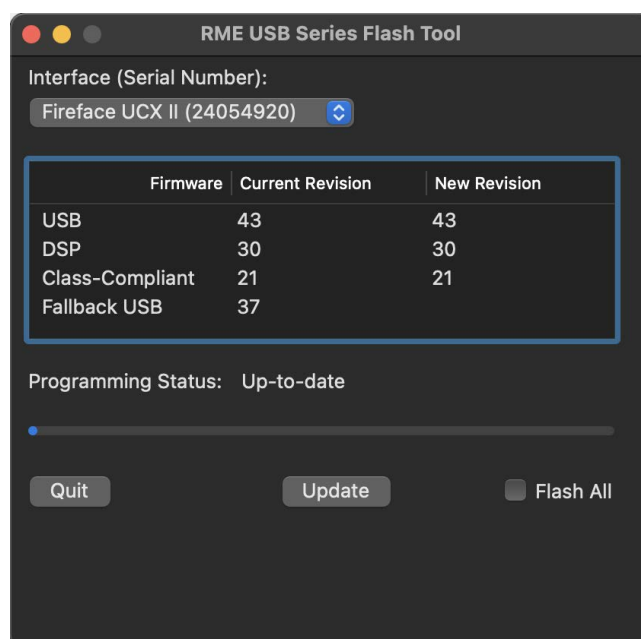 RME USB Series Flash Tool
Interface (Serial Number):
Fireface UCX II (24054920)
Firmware Current Revision New Revision
USB 43 43
DSP 30 30
Class-Compliant 21 21
Fallback USB 37
Programming Status: Up-to-date
Quit Update Flash All